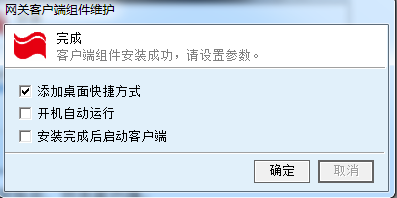 网关客户端组件维护
完成
客户端组件安装成功，请设置参数。
添加桌面快捷方式
开机自动运行
安装完成后启动客户端
确定 取消